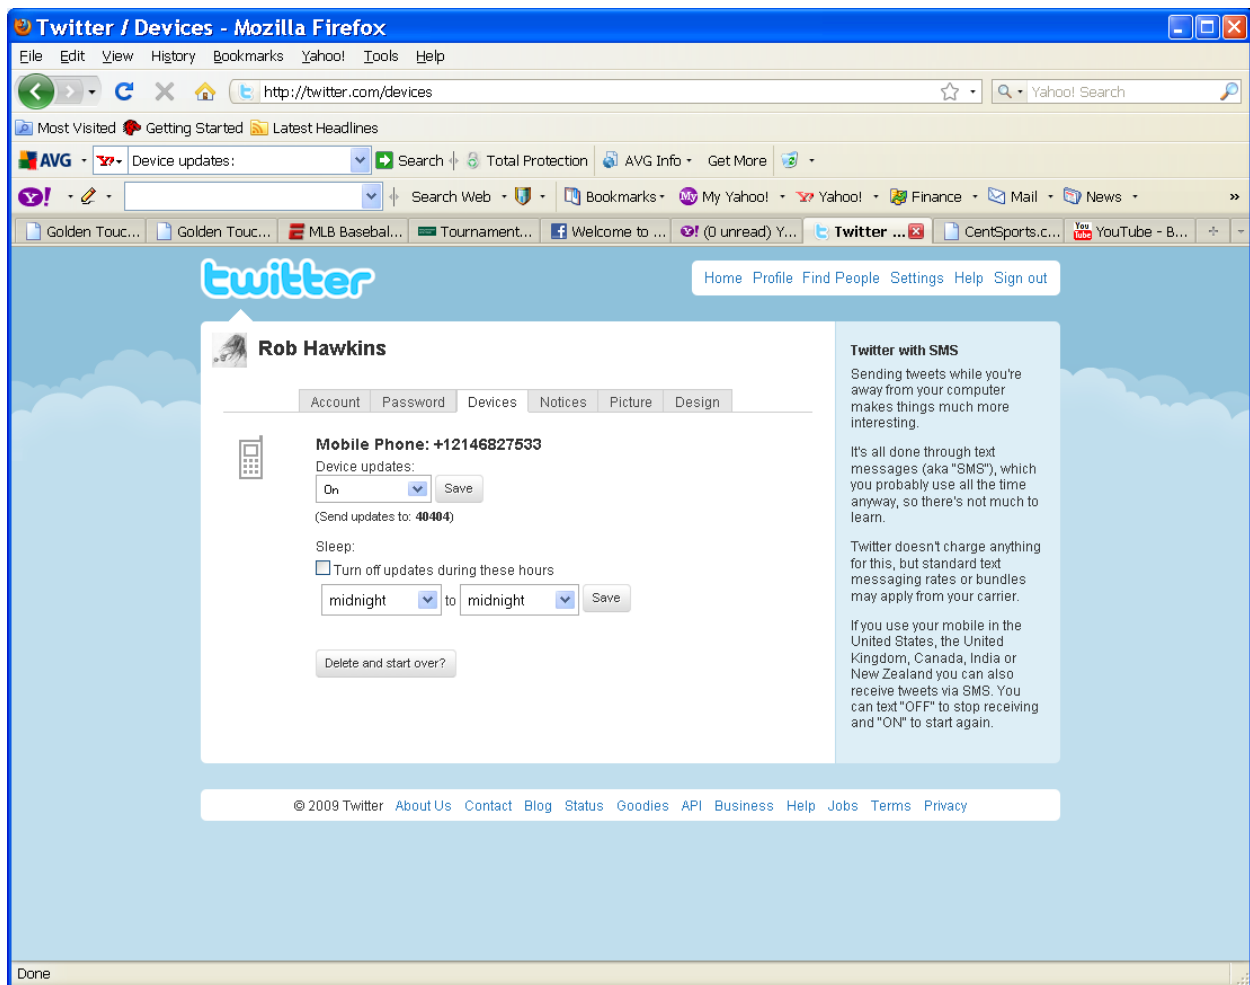 Twitter / Devices - Mozilla Firefox
File Edit View History Bookmarks Yahoo! Tools Help
http://twitter.com/devices
Yahoo! Search
Most Visited Getting Started Latest Headlines
AVG Device updates: Search Total Protection AVG Info Get More
Y! Search Web Bookmarks My Yahoo! Yahoo! Finance Mail News »
Golden Touc... Golden Touc... MLB Basebal... Tournament... Welcome to ... (0 unread) Y... Twitter ... CentSports.c... YouTube - B...
twitter
Home Profile Find People Settings Help Sign out
Rob Hawkins
Account Password Devices Notices Picture Design
Mobile Phone: +12146827533
Device updates:
On Save
(Send updates to: 40404)
Sleep:
Turn off updates during these hours
midnight to midnight Save
Delete and start over?
Twitter with SMS
Sending tweets while you're
away from your computer
makes things much more
interesting.
It's all done through text
messages (aka "SMS"), which
you probably use all the time
anyway, so there's not much to
learn.
Twitter doesn't charge anything
for this, but standard text
messaging rates or bundles
may apply from your carrier.
If you use your mobile in the
United States, the United
Kingdom, Canada, India or
New Zealand you can also
receive tweets via SMS. You
can text "OFF" to stop receiving
and "ON" to start again.
© 2009 Twitter About Us Contact Blog Status Goodies API Business Help Jobs Terms Privacy
Done